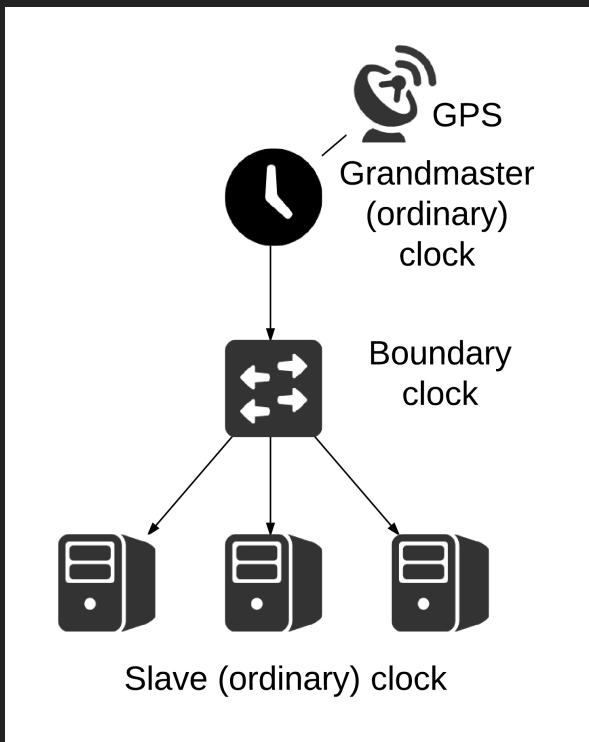 GPS
Grandmaster
(ordinary)
clock
Boundary
clock
Slave (ordinary) clock